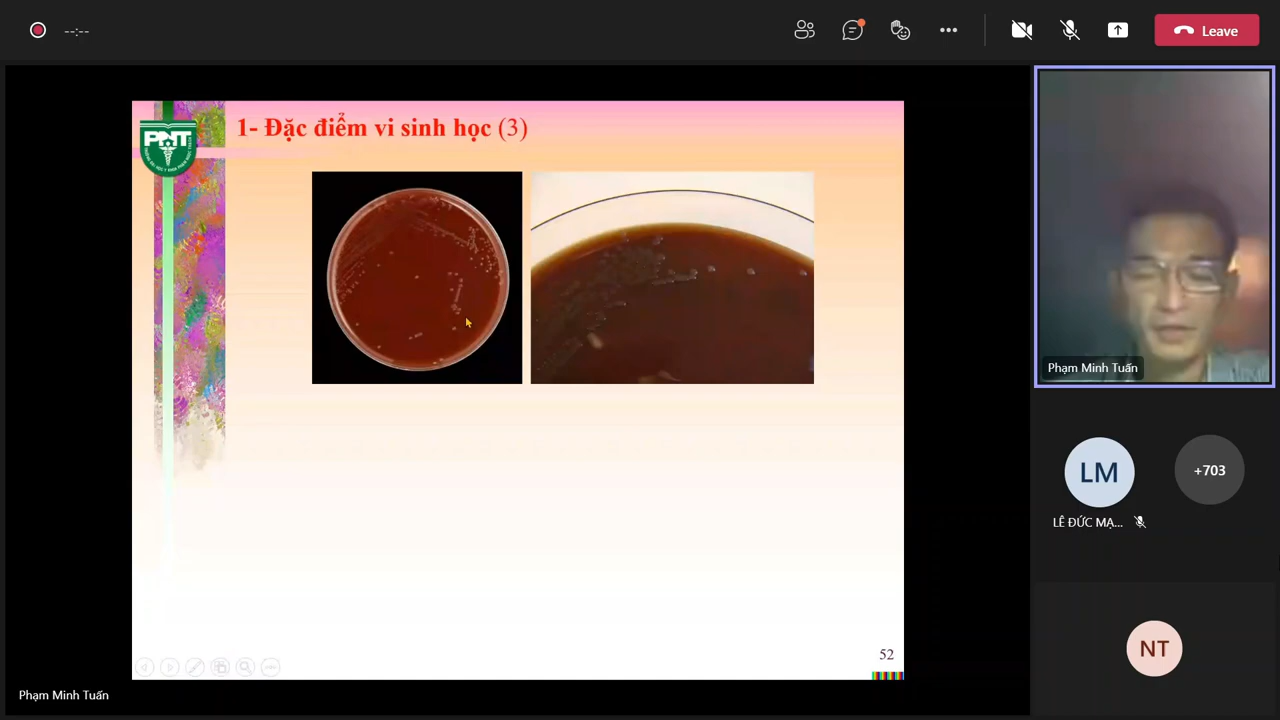 --:--
Leave
1- Đặc điểm vi sinh học (3)
PNT
52
Phạm Minh Tuấn
Phạm Minh Tuấn
LM
+703
LÊ ĐỨC MẠ...
NT